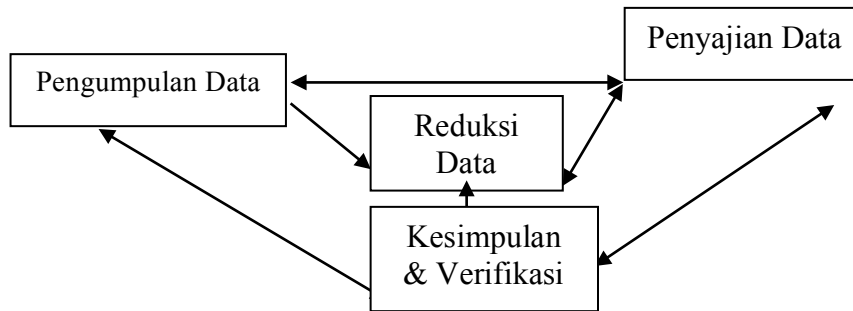 Penyajian Data
Pengumpulan Data
Reduksi
Data
Kesimpulan
& Verifikasi